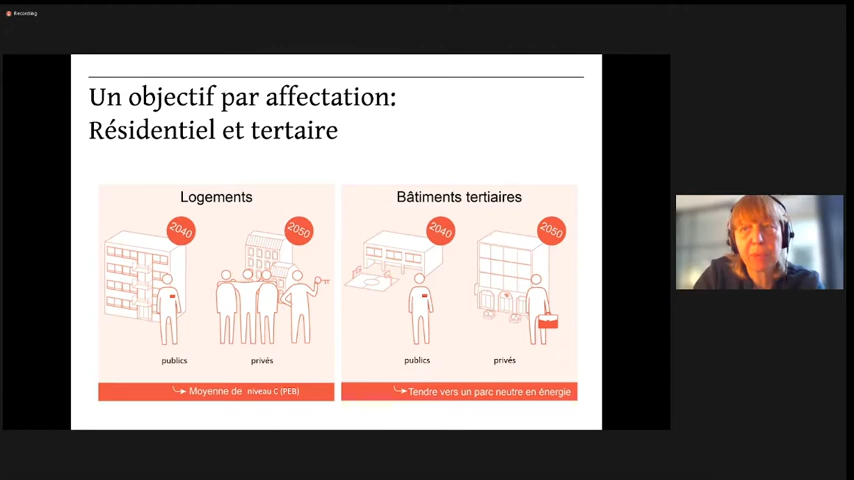 Recording
Un objectif par affectation:
Résidentiel et tertaire
Logements
2040
2050
publics
privés
Moyenne de niveau C (PEB)
Bâtiments tertiaires
2040
2050
publics
privés
Tendre vers un parc neutre en énergie